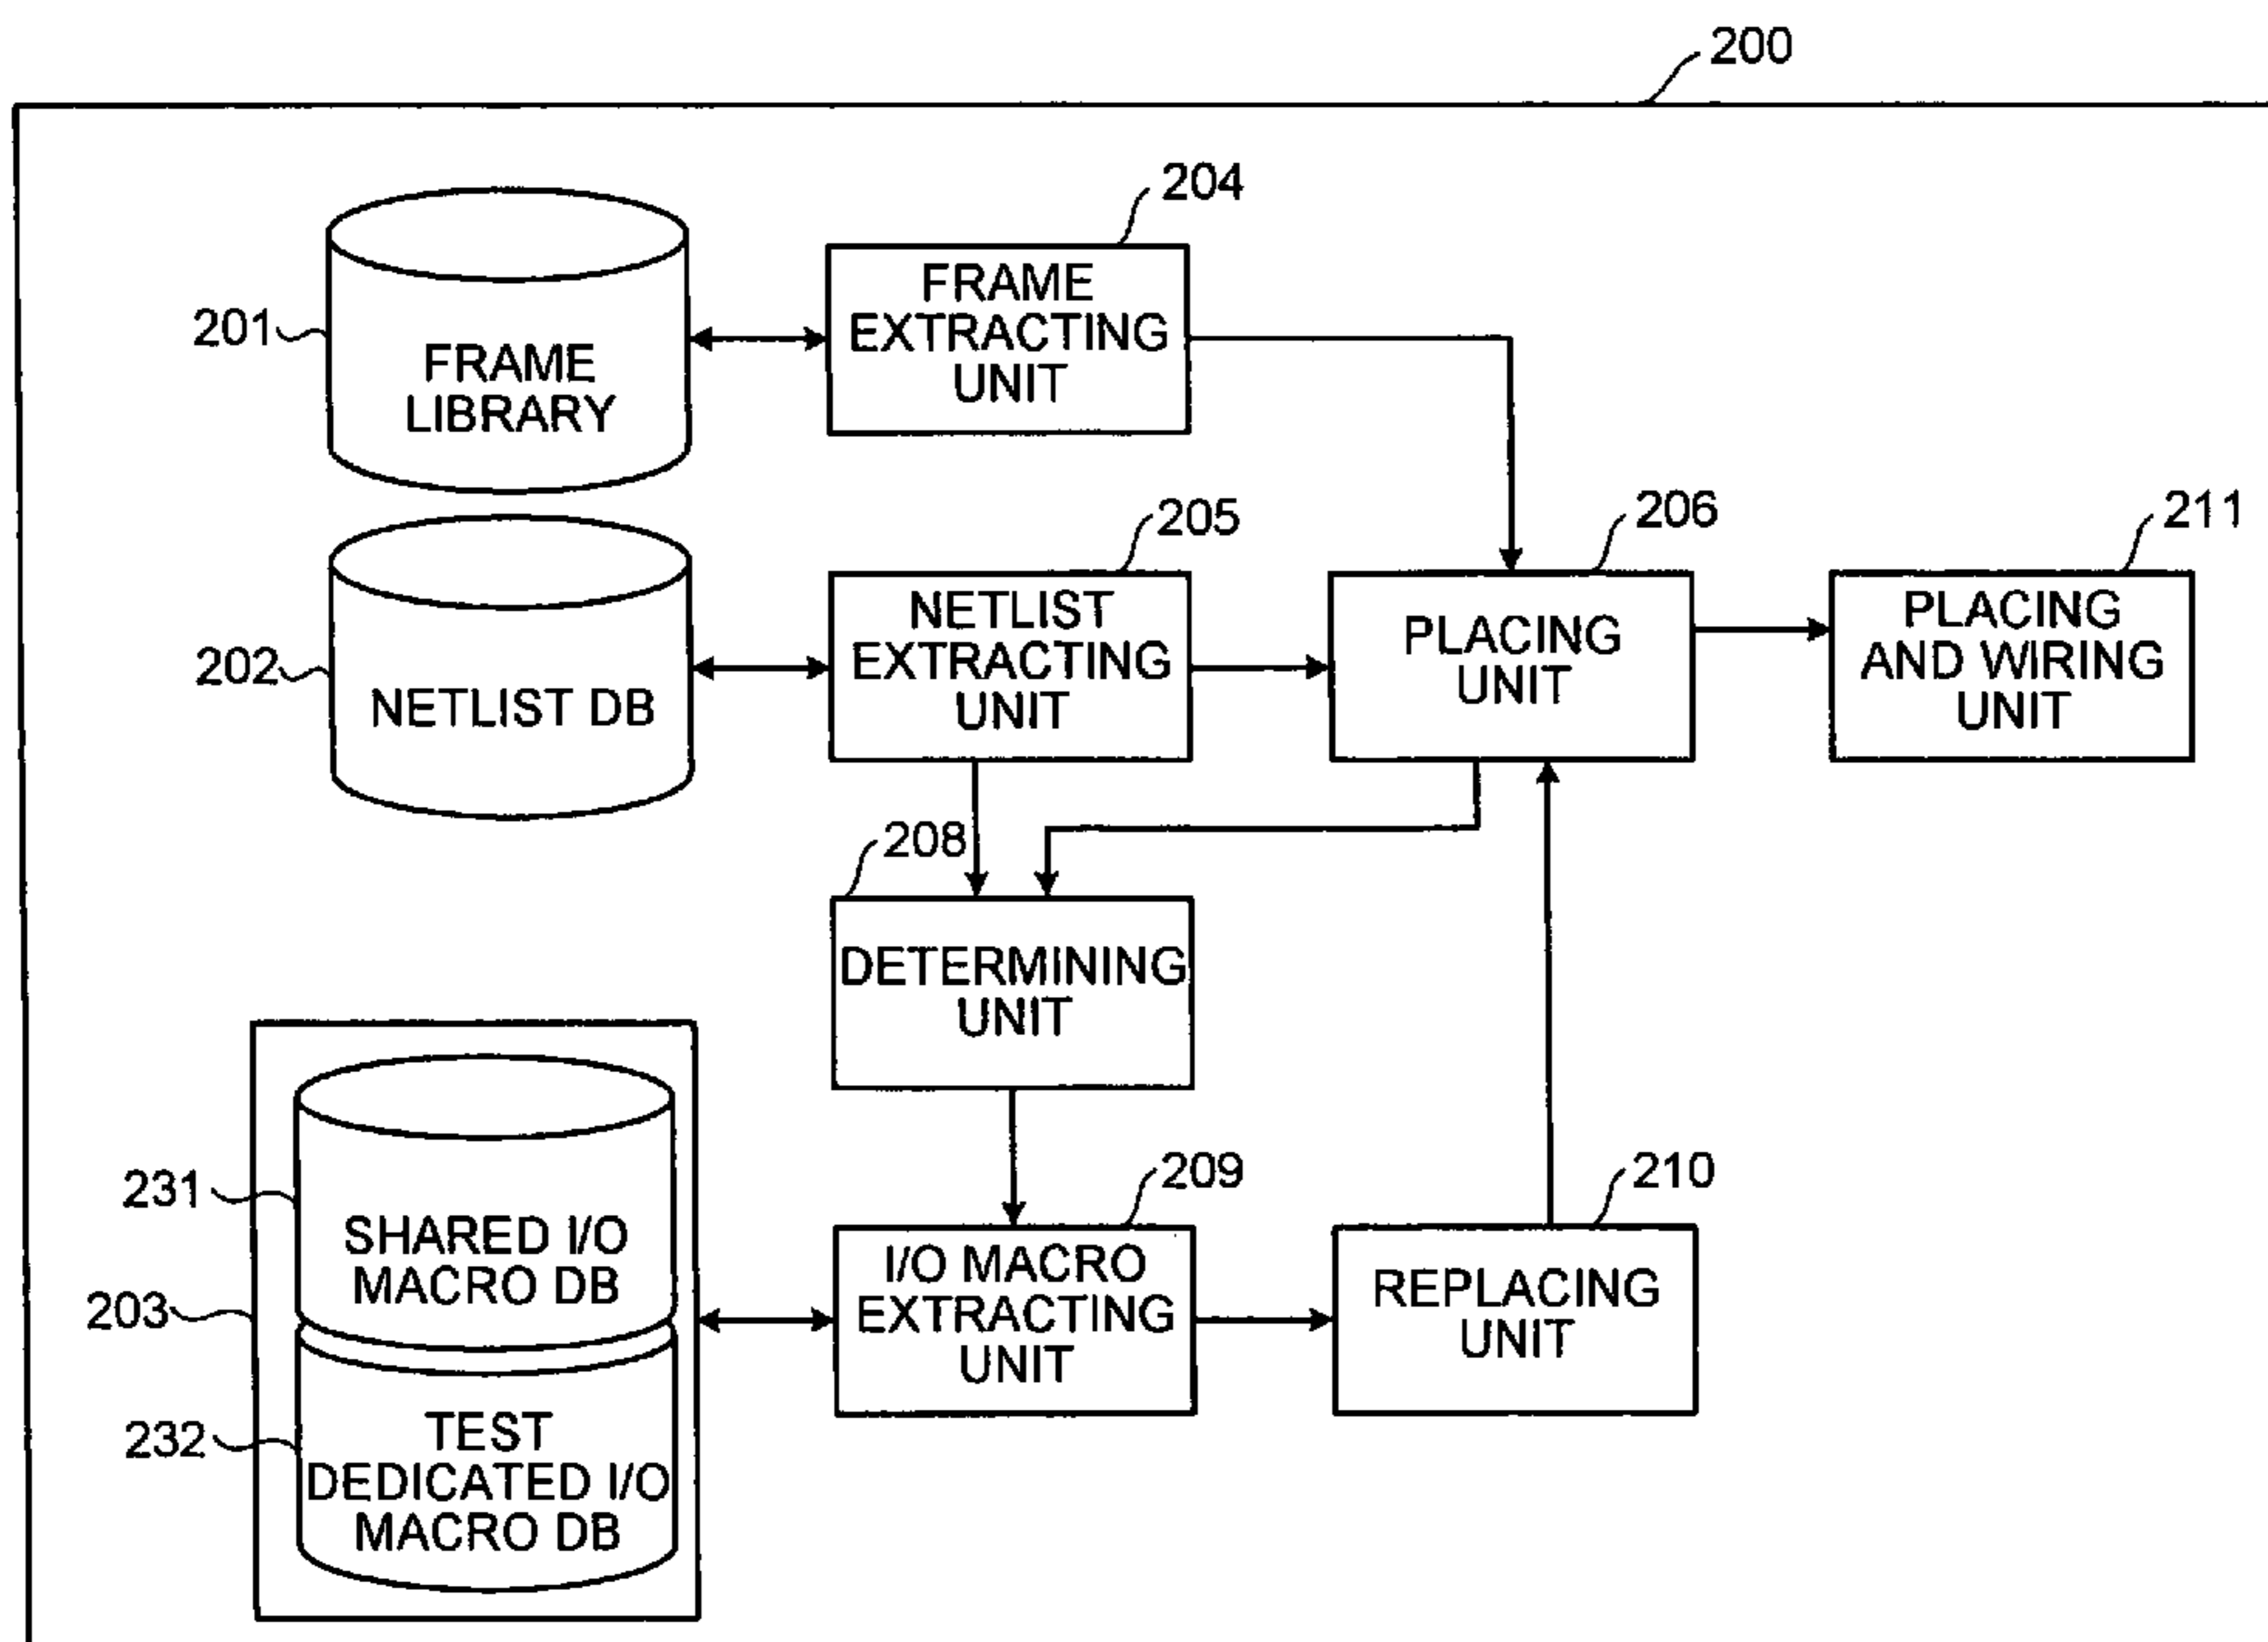 200
204
FRAME
EXTRACTING
UNIT
201
FRAME
LIBRARY
205
206
211
NETLIST
EXTRACTING
UNIT
PLACING
UNIT
PLACING
AND WIRING
UNIT
202
NETLIST DB
208
DETERMINING
UNIT
231
SHARED I/O
MACRO DB
203
209
I/O MACRO
EXTRACTING
UNIT
210
REPLACING
UNIT
232
TEST
DEDICATED I/O
MACRO DB